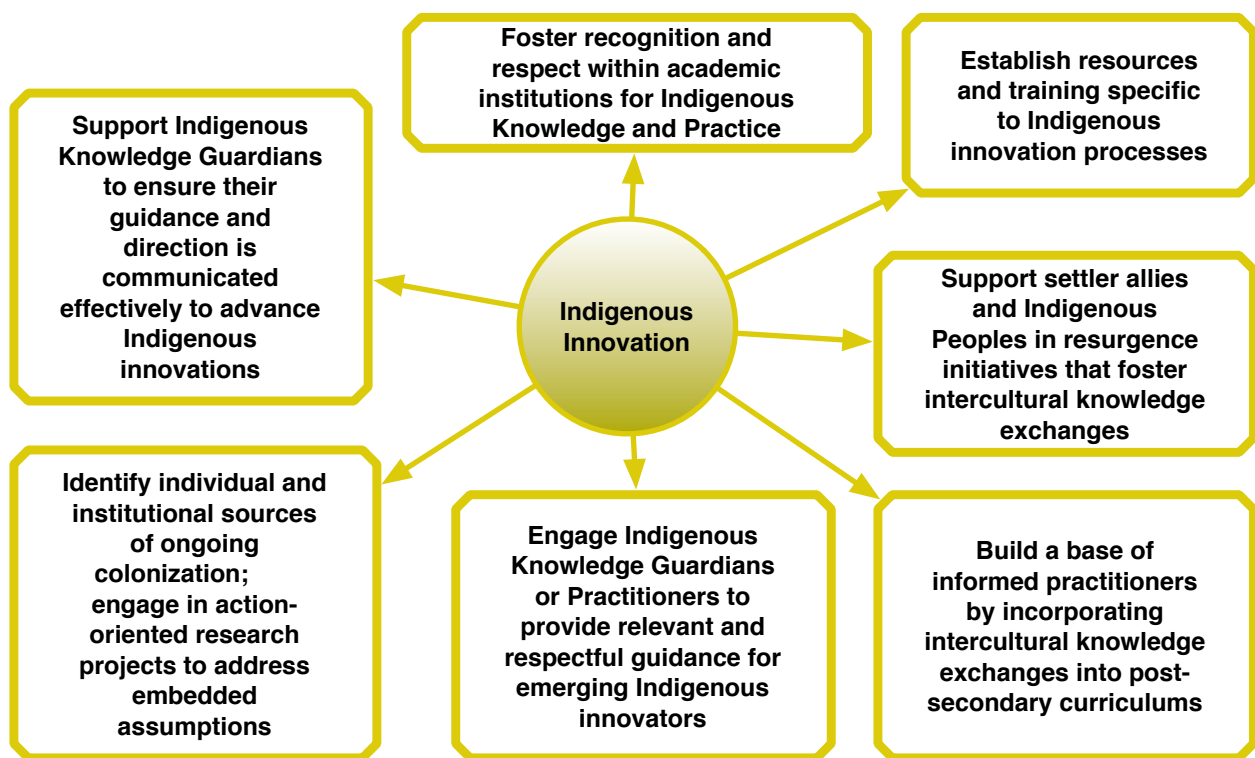 Foster recognition and
respect within academic
institutions for Indigenous
Knowledge and Practice
Establish resources
and training specific
to Indigenous
innovation processes
Support Indigenous
Knowledge Guardians
to ensure their
guidance and
direction is
communicated
effectively to advance
Indigenous
innovations
Indigenous
Innovation
Support settler allies
and Indigenous
Peoples in resurgence
initiatives that foster
intercultural knowledge
exchanges
Identify individual and
institutional sources
of ongoing
colonization;
engage in action-
oriented research
projects to address
embedded
assumptions
Engage Indigenous
Knowledge Guardians
or Practitioners to
provide relevant and
respectful guidance for
emerging Indigenous
innovators
Build a base of
informed practitioners
by incorporating
intercultural knowledge
exchanges into post-
secondary curriculums